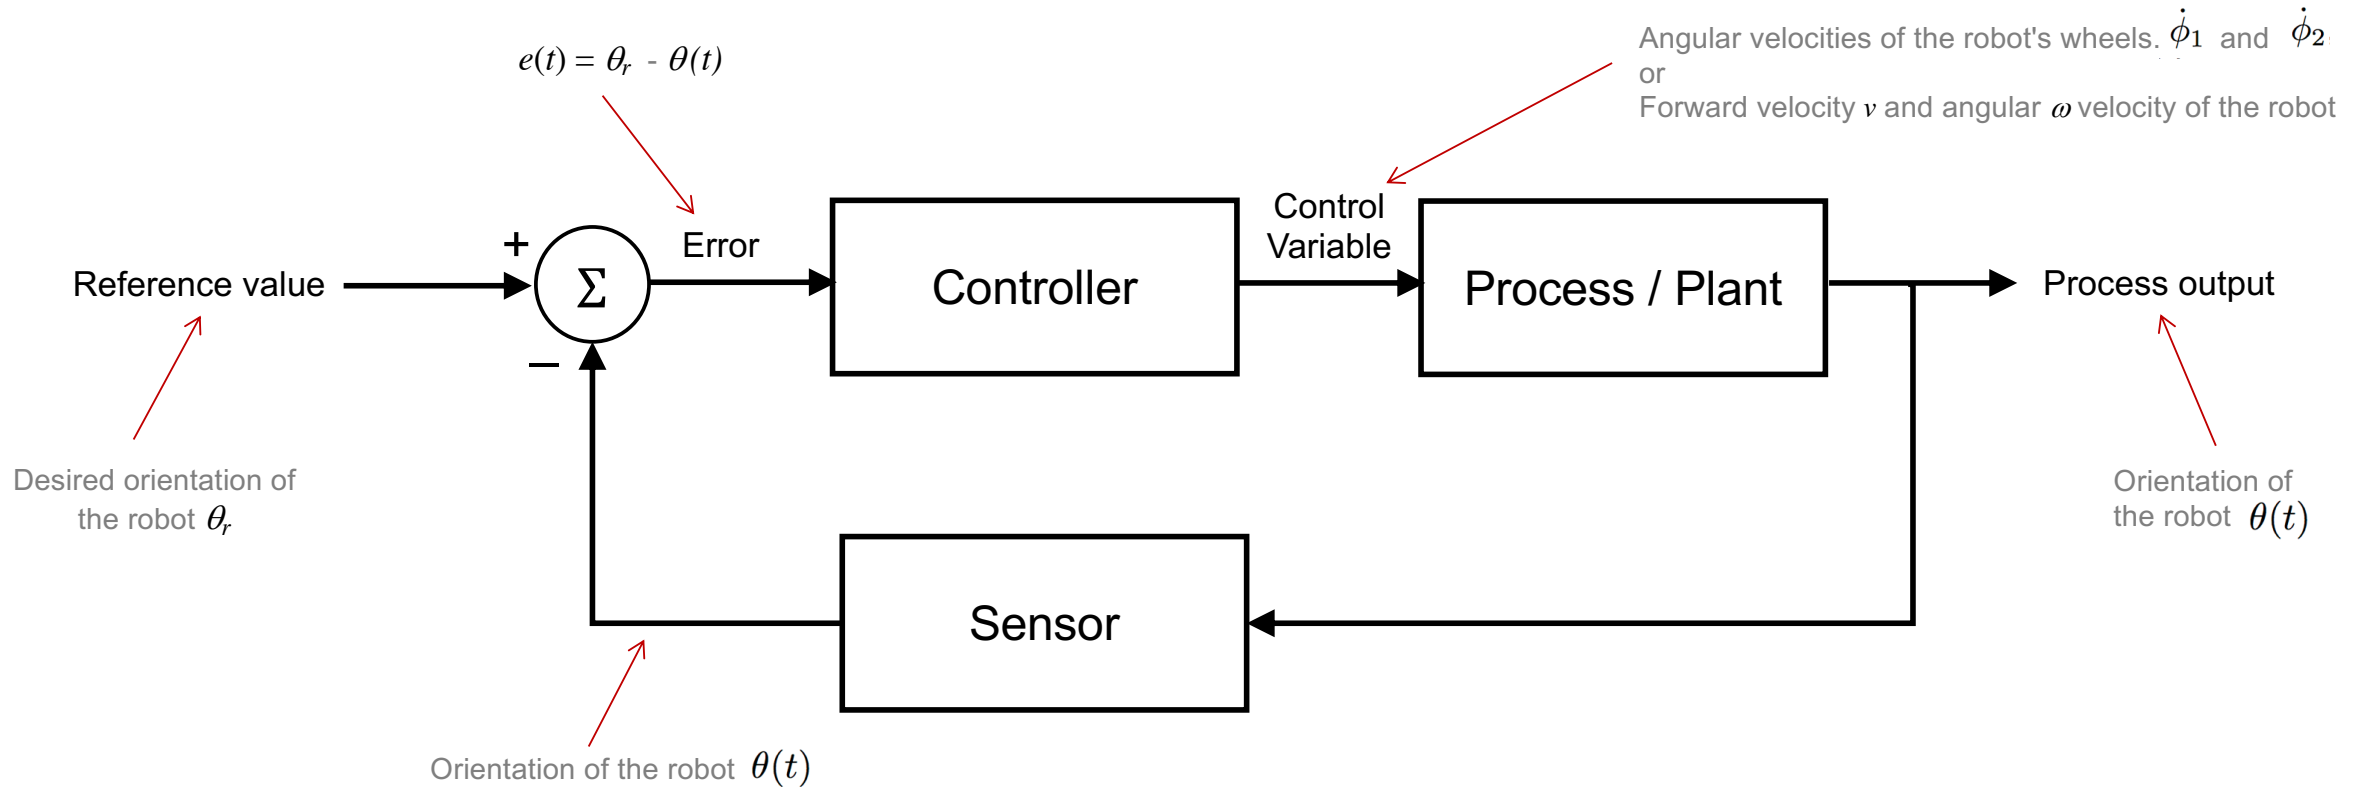 e(t) = θr - θ(t)
Angular velocities of the robot's wheels. φ̇1 and φ̇2
or
Forward velocity v and angular ω velocity of the robot
Control
Variable
+
Error
Reference value
Σ
Controller
Process / Plant
Process output
–
Desired orientation of
the robot θr
Orientation of
the robot θ(t)
Sensor
Orientation of the robot θ(t)